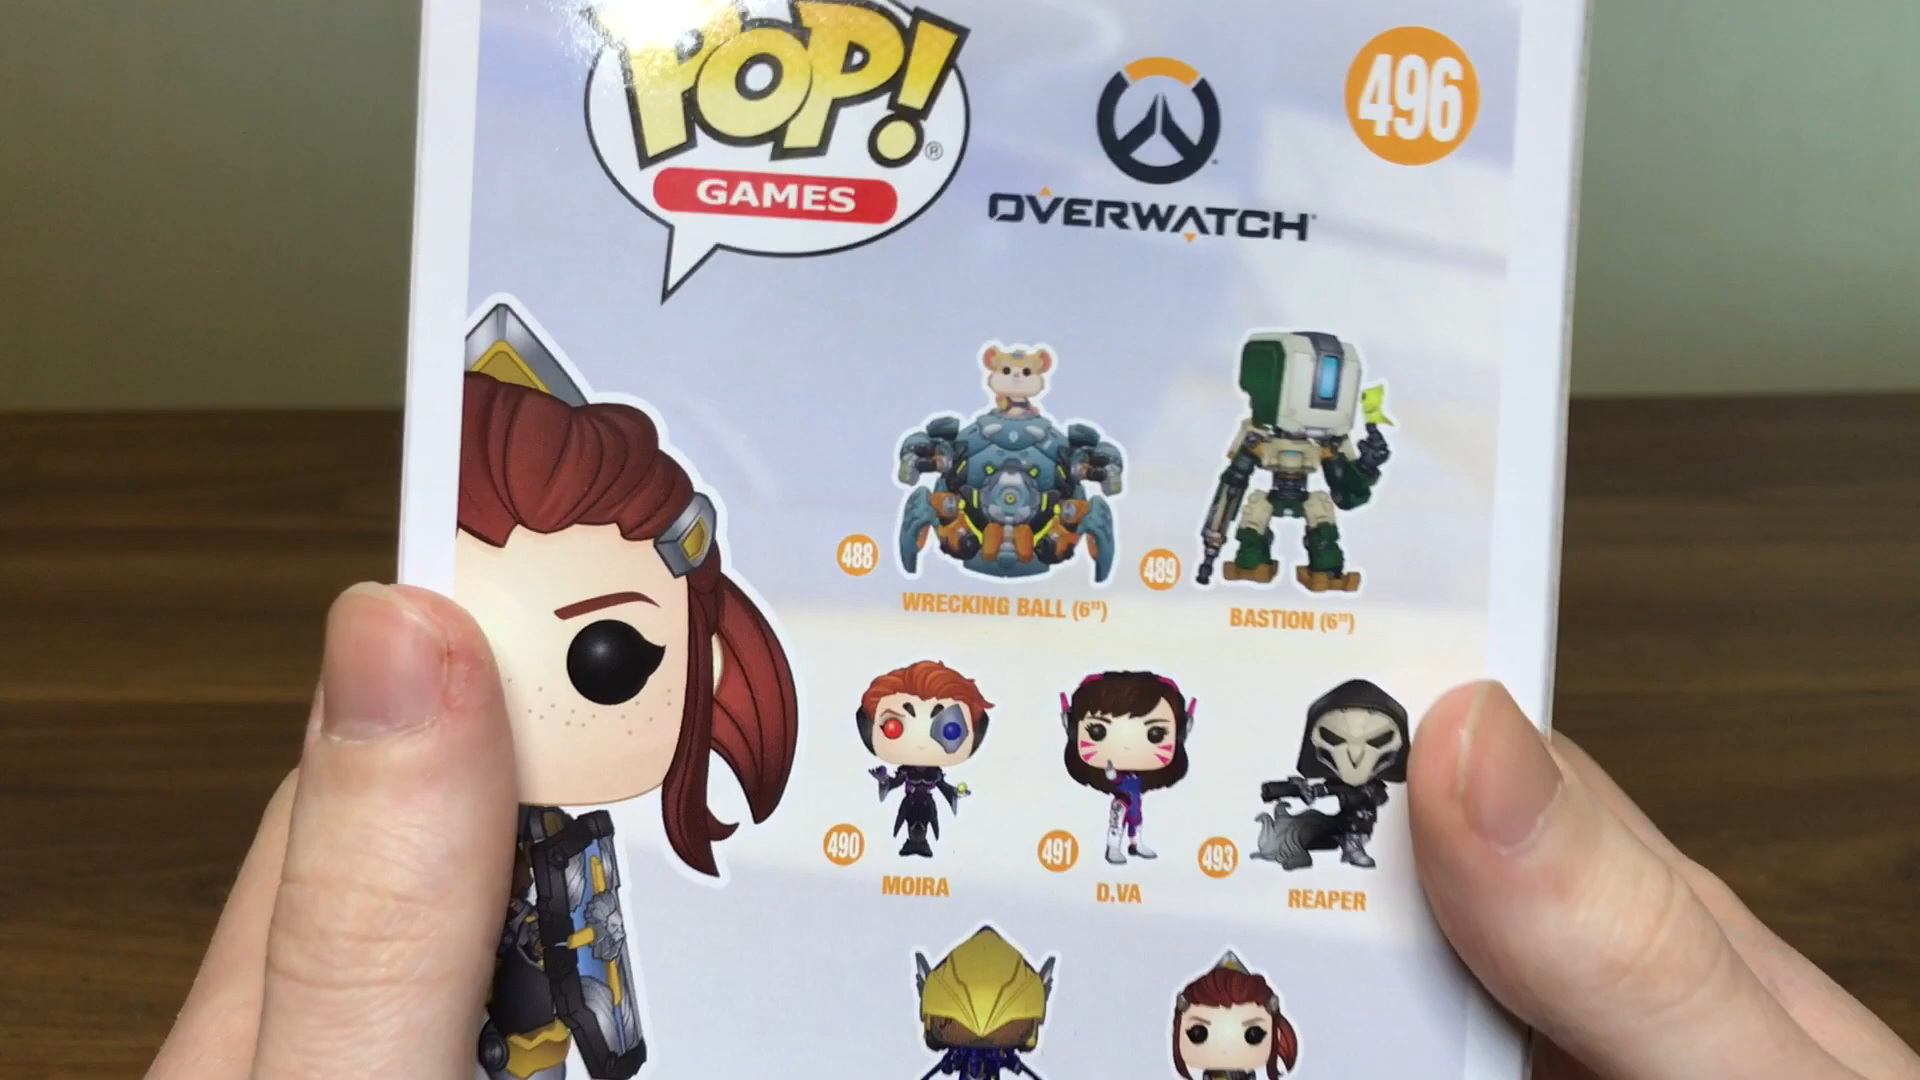 POP!®
GAMES
OVERWATCH
496
488
WRECKING BALL (6")
489
BASTION (6")
490
MOIRA
491
D.VA
493
REAPER